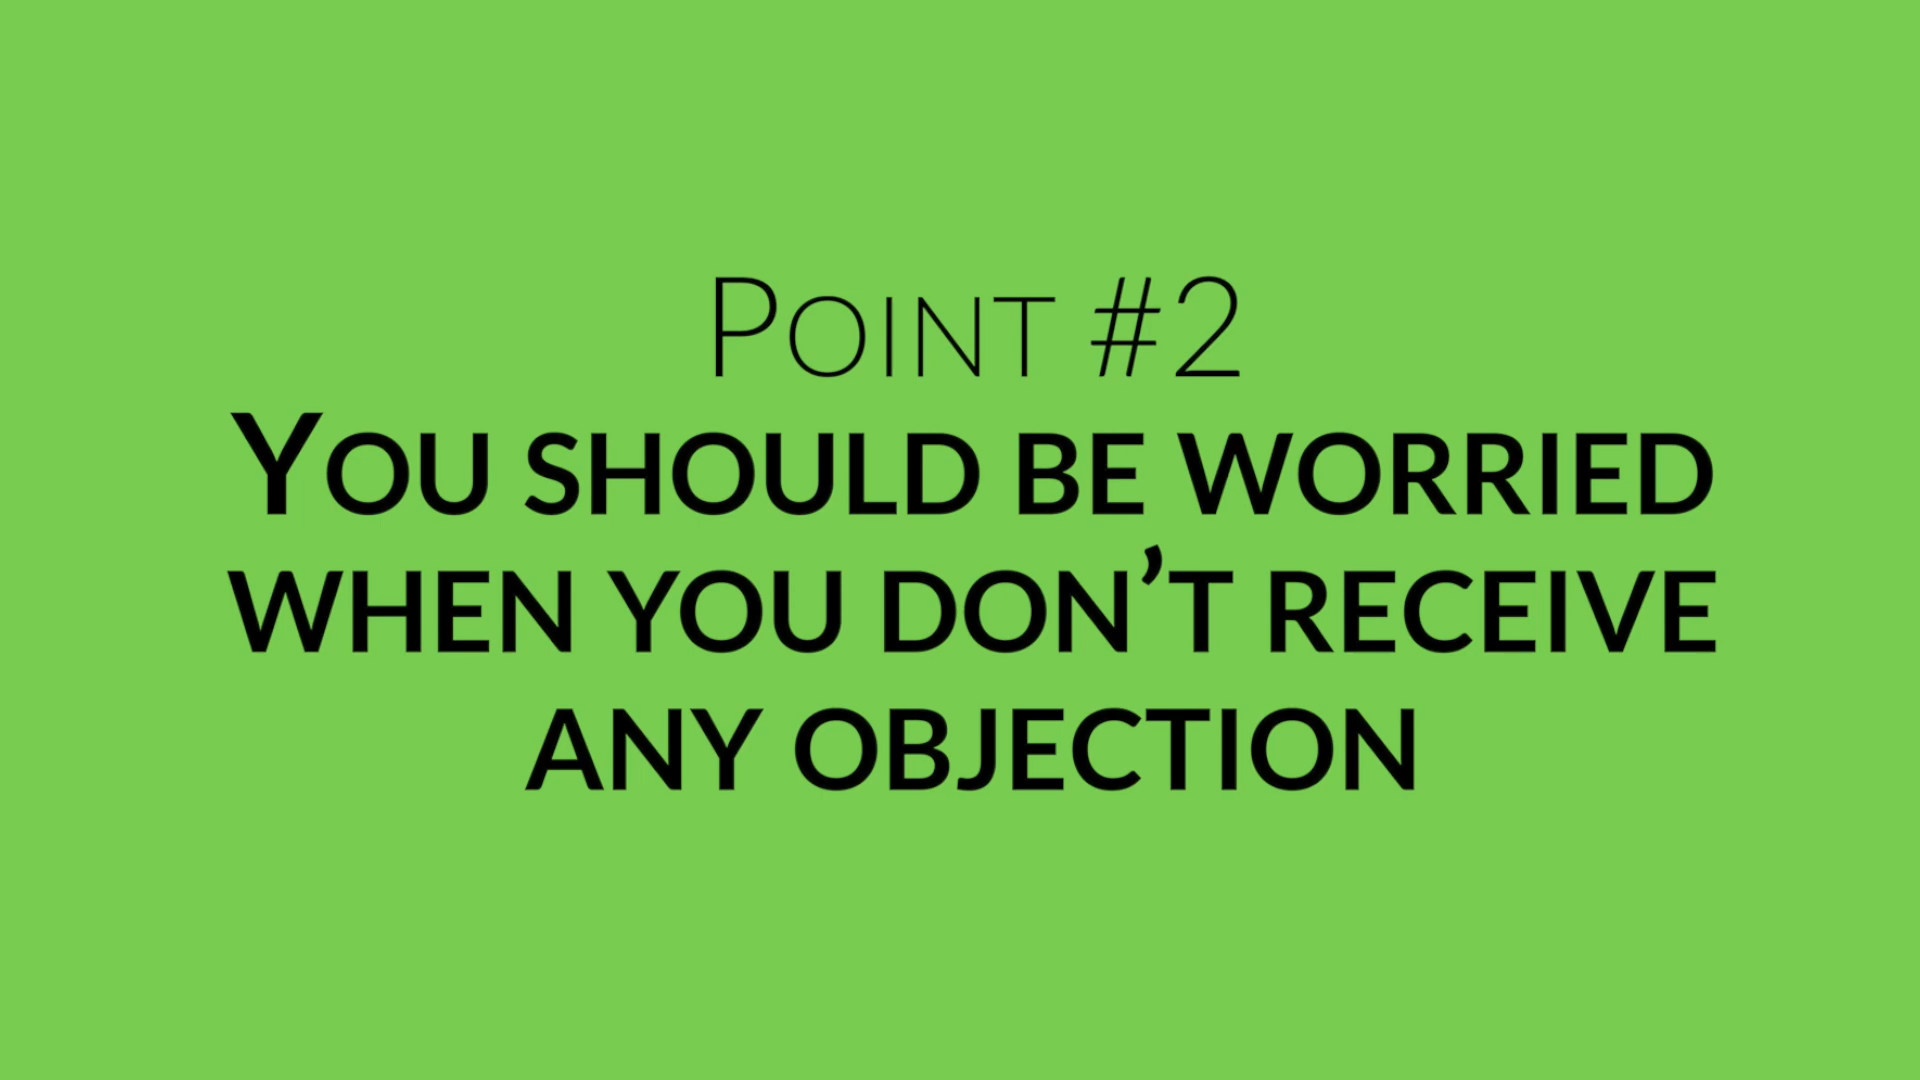 Point #2
You should be worried
when you don’t receive
any objection